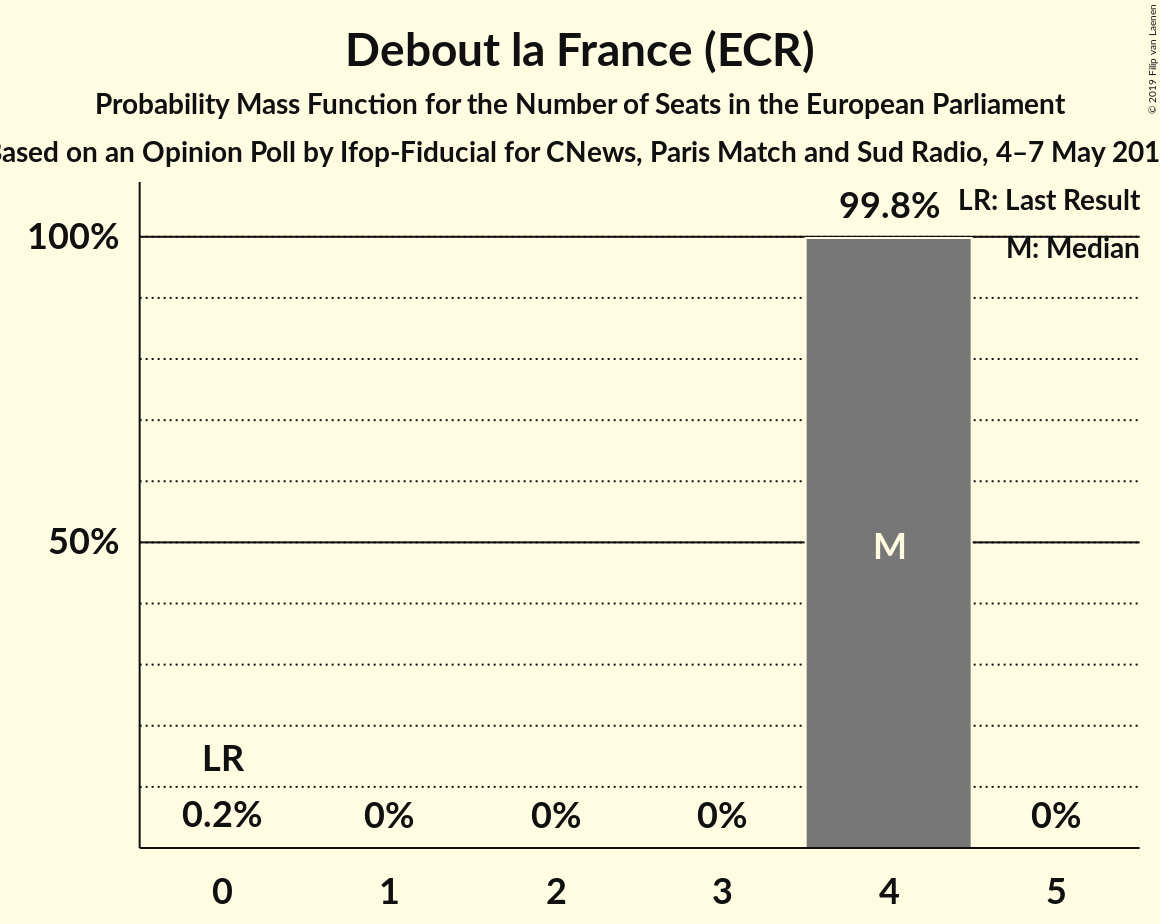 Debout la France (ECR)
Probability Mass Function for the Number of Seats in the European Parliament
ased on an Opinion Poll by Ifop-Fiducial for CNews, Paris Match and Sud Radio, 4–7 May 201
© 2019 Filip van Laenen
99.8%
LR: Last Result
M: Median
100%
50%
M
LR
0.2% 0% 0% 0% 0%
0 1 2 3 4 5